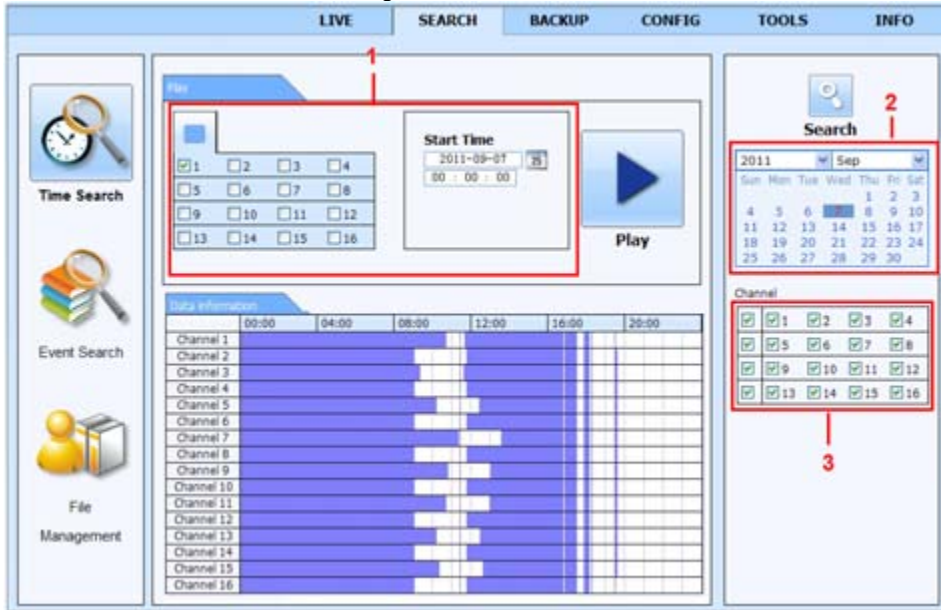 LIVE SEARCH BACKUP CONFIG TOOLS INFO
1
Play
Start Time
2011-09-07 25
00 : 00 : 00
1 2 3 4
5 6 7 8
9 10 11 12
13 14 15 16
Play
Time Search
Event Search
File
Management
Data information
00:00 04:00 08:00 12:00 16:00 20:00
Channel 1
Channel 2
Channel 3
Channel 4
Channel 5
Channel 6
Channel 7
Channel 8
Channel 9
Channel 10
Channel 11
Channel 12
Channel 13
Channel 14
Channel 15
Channel 16
Search
2
2011 Sep
Sun Mon Tue Wed Thu Fri Sat
1 2 3
4 5 6 7 8 9 10
11 12 13 14 15 16 17
18 19 20 21 22 23 24
25 26 27 28 29 30
Channel
1 2 3 4
5 6 7 8
9 10 11 12
13 14 15 16
3